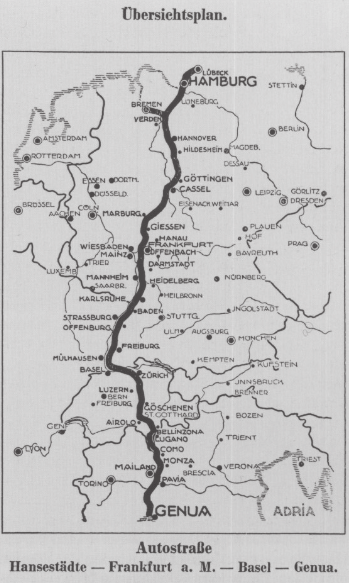 Übersichtsplan.
LÜBECK
HAMBURG
STETTIN
BREMEN
LÜNEBURG
VERDEN
BERLIN
AMSTERDAM
HANNOVER
HILDESHEIM
MAGDEB.
ROTTERDAM
DESSAU
ESSEN
DORTM.
GÖTTINGEN
CASSEL
DÜSSELD.
LEIPZIG
GÖRLITZ
DRESDEN
BRÜSSEL
CÖLN
AACHEN
MARBURG
EISENACH
WEIMAR
GIESSEN
PLAUEN
HOF
HANAU
FRANKFURT
OFFENBACH
PRAG
WIESBADEN
MAINZ
BAYREUTH
TRIER
DARMSTADT
LUXEMB.
MANNHEIM
HEIDELBERG
NÜRNBERG
SAARBR.
KARLSRUHE
HEILBRONN
BADEN
STRASSBURG
STUTTG.
INGOLSTADT
OFFENBURG
ULM
AUGSBURG
MÜNCHEN
FREIBURG
MÜLHAUSEN
KEMPTEN
KUFSTEIN
BASEL
ZÜRICH
INNSBRUCK
BRENNER
LUZERN
BERN
FREIBURG
GÖSCHENEN
ST. GOTTHARD
BOZEN
GENF
AIROLO
BELLINZONA
LUGANO
TRIENT
LYON
COMO
MONZA
MAILAND
BRESCIA
VERONA
TRIEST
TORINO
PAVIA
GENUA
ADRIA
Autostraße
Hansestädte — Frankfurt a. M. — Basel — Genua.